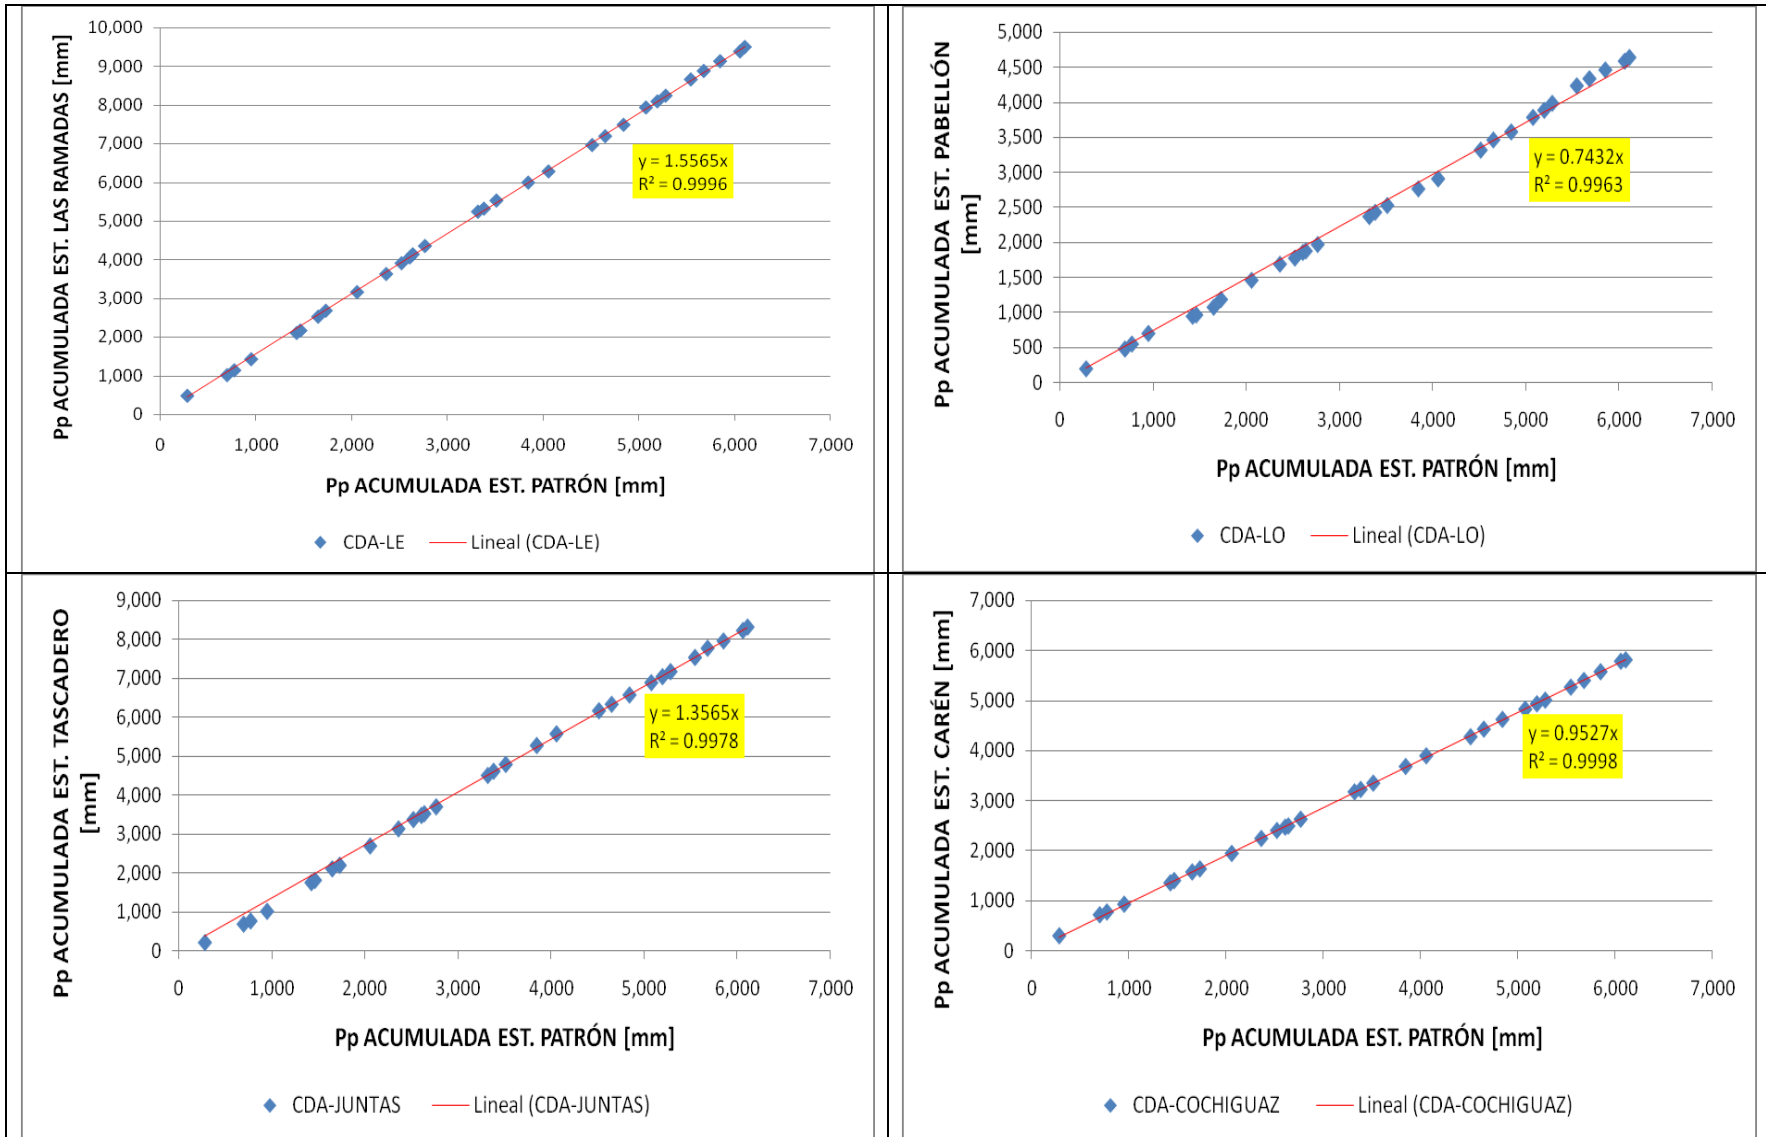 Pp ACUMULADA EST. LAS RAMADAS [mm]
10,000
9,000
8,000
7,000
6,000
5,000
4,000
3,000
2,000
1,000
0
y = 1.5565x
R² = 0.9996
0 1,000 2,000 3,000 4,000 5,000 6,000 7,000
Pp ACUMULADA EST. PATRÓN [mm]
CDA-LE Lineal (CDA-LE)
Pp ACUMULADA EST. PABELLÓN
[mm]
5,000
4,500
4,000
3,500
3,000
2,500
2,000
1,500
1,000
500
0
y = 0.7432x
R² = 0.9963
0 1,000 2,000 3,000 4,000 5,000 6,000 7,000
Pp ACUMULADA EST. PATRÓN [mm]
CDA-LO Lineal (CDA-LO)
Pp ACUMULADA EST. TASCADERO
[mm]
9,000
8,000
7,000
6,000
5,000
4,000
3,000
2,000
1,000
0
y = 1.3565x
R² = 0.9978
0 1,000 2,000 3,000 4,000 5,000 6,000 7,000
Pp ACUMULADA EST. PATRÓN [mm]
CDA-JUNTAS Lineal (CDA-JUNTAS)
Pp ACUMULADA EST. CARÉN [mm]
7,000
6,000
5,000
4,000
3,000
2,000
1,000
0
y = 0.9527x
R² = 0.9998
0 1,000 2,000 3,000 4,000 5,000 6,000 7,000
Pp ACUMULADA EST. PATRÓN [mm]
CDA-COCHIGUAZ Lineal (CDA-COCHIGUAZ)